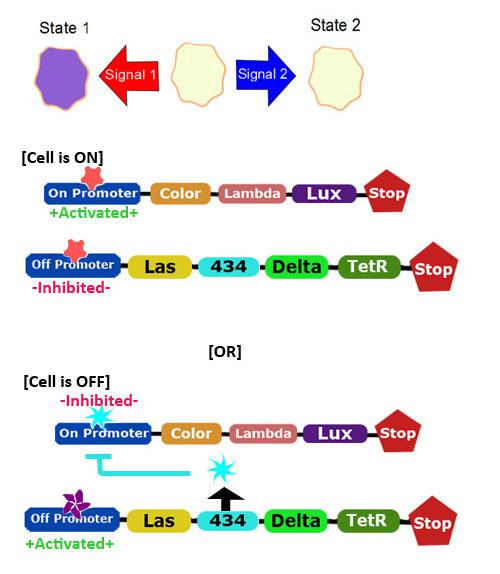 State 1
State 2
Signal 1
Signal 2
[Cell is ON]
On Promoter
Color
Lambda
Lux
Stop
+Activated+
Off Promoter
Las
434
Delta
TetR
Stop
-Inhibited-
[OR]
[Cell is OFF]
-Inhibited-
On Promoter
Color
Lambda
Lux
Stop
Off Promoter
Las
434
Delta
TetR
Stop
+Activated+